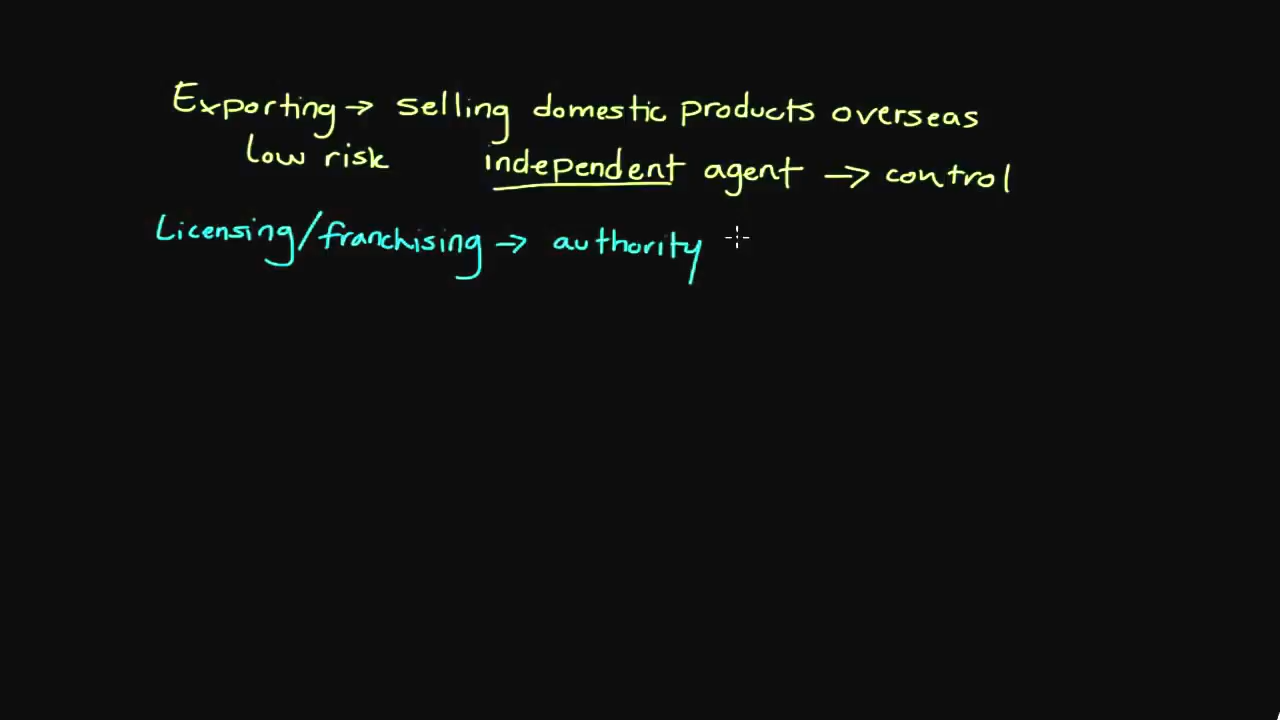 Exporting → selling domestic products overseas
low risk independent agent → control
Licensing/franchising → authority